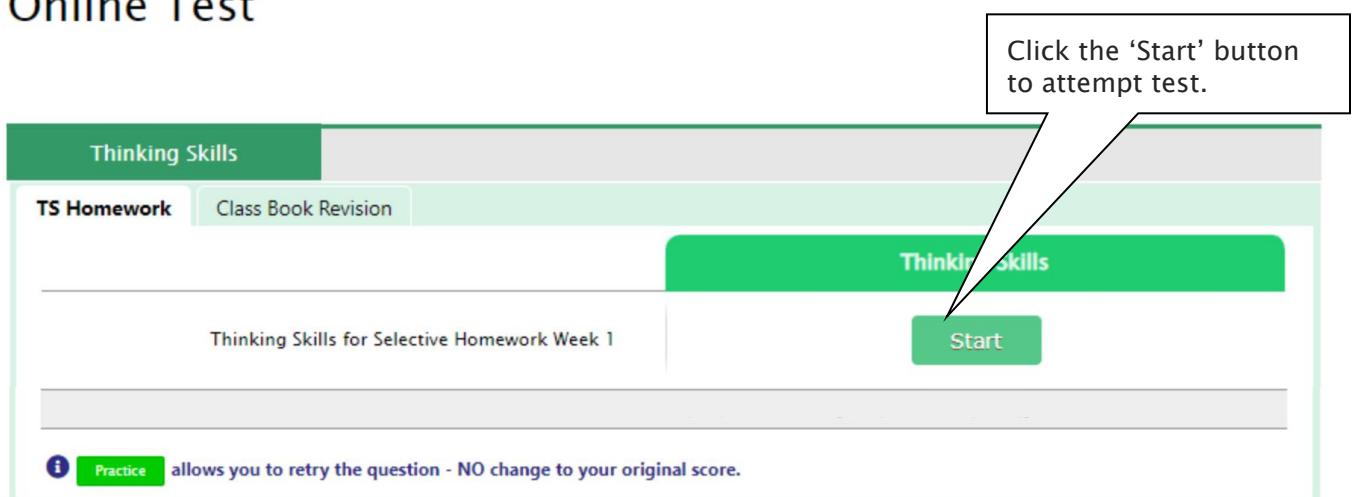 Online Test
Click the ‘Start’ button
to attempt test.
Thinking Skills
TS Homework Class Book Revision
Thinking Skills
Thinking Skills for Selective Homework Week 1 Start
Practice allows you to retry the question - NO change to your original score.